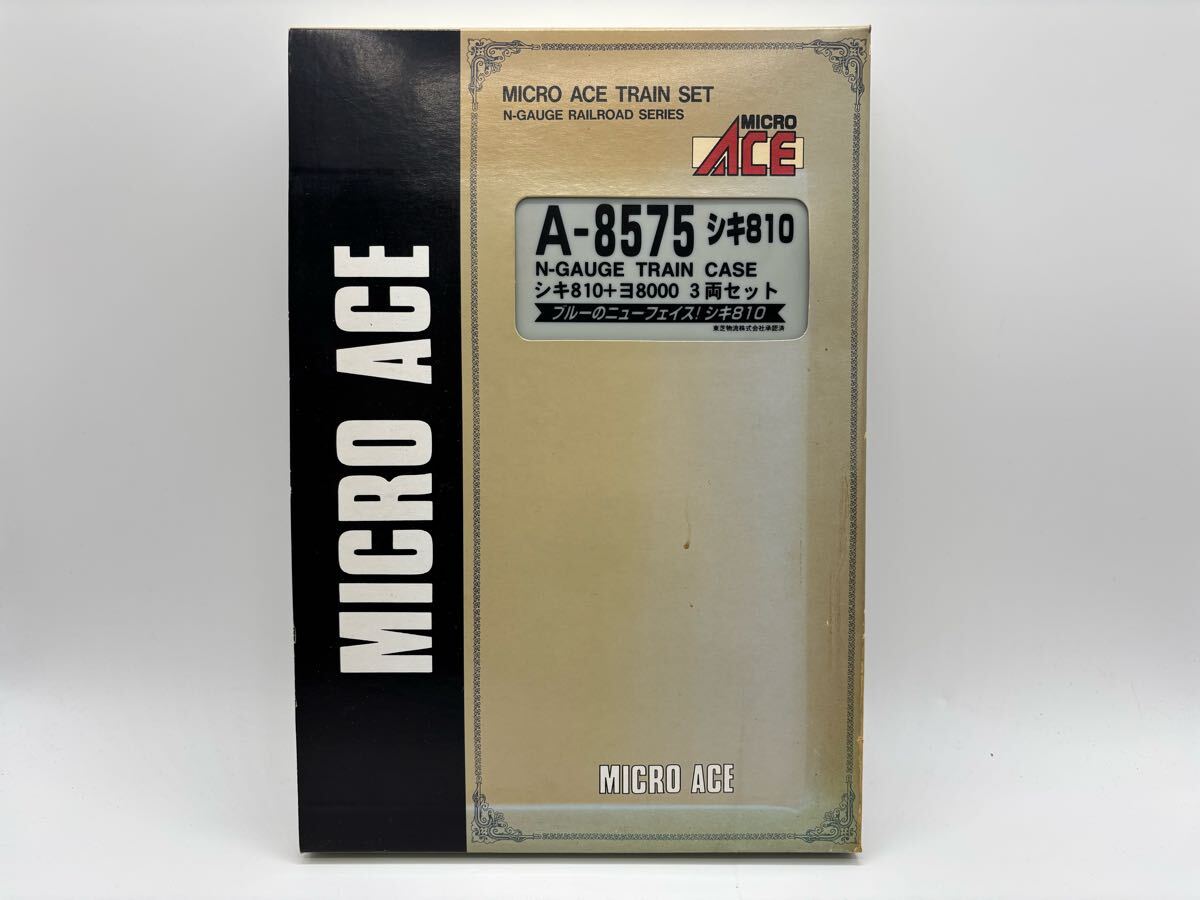 MICRO ACE
MICRO ACE TRAIN SET
N-GAUGE RAILROAD SERIES
MICRO
ACE
A-8575 シキ810
N-GAUGE TRAIN CASE
シキ810+ヨ8000 3両セット
ブルーのニューフェイス!シキ810
東芝物流株式会社承認済
MICRO ACE